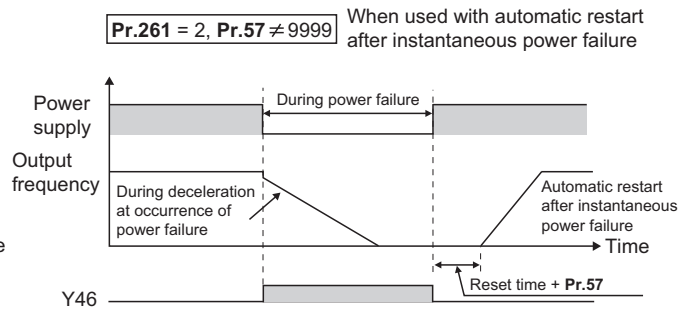 Pr.261 = 2, Pr.57 ≠ 9999
When used with automatic restart
after instantaneous power failure
Power
supply
During power failure
Output
frequency
During deceleration
at occurrence of
power failure
Automatic restart
after instantaneous
power failure
Time
Reset time + Pr.57
Y46
e